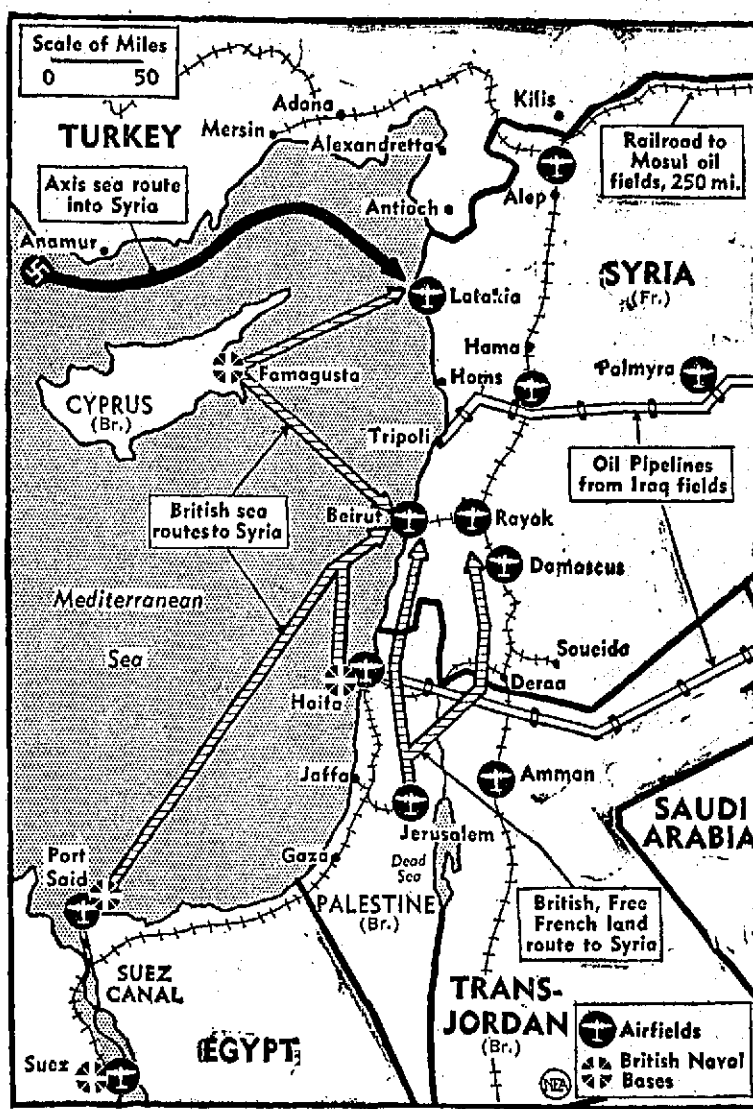 Scale of Miles
0 50
TURKEY
Adana
Mersin
Kilis
Alexandretta
Railroad to
Mosul oil
fields, 250 mi.
Axis sea route
into Syria
Antioch
Alep
Anamur
SYRIA
(Fr.)
Latakia
Hama
Famagusta
Homs
Palmyra
CYPRUS
(Br.)
Tripoli
Oil Pipelines
from Iraq fields
British sea
routes to Syria
Beirut
Rayak
Damascus
Mediterranean
Sea
Soueida
Deraa
Haifa
Jaffa
Amman
Jerusalem
SAUDI
ARABIA
Port
Said
Gaza
Dead
Sea
PALESTINE
(Br.)
British, Free
French land
route to Syria
SUEZ
CANAL
TRANS-
JORDAN
(Br.)
EGYPT
Suez
NEA
Airfields
British Naval
Bases